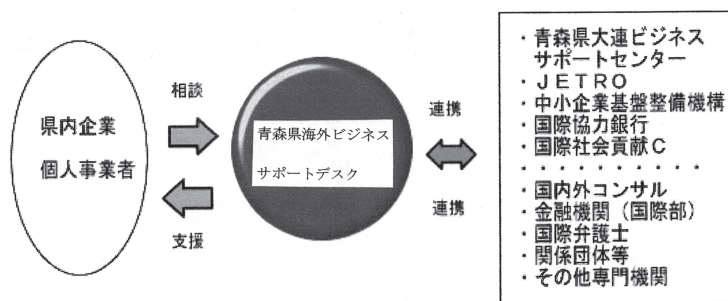 県内企業
個人事業者
相談
支援
青森県海外ビジネス
サポートデスク
連携
連携
・青森県大連ビジネス
サポートセンター
・JETRO
・中小企業基盤整備機構
・国際協力銀行
・国際社会貢献C
・・・・・・・・・・
・国内外コンサル
・金融機関（国際部）
・国際弁護士
・関係団体等
・その他専門機関